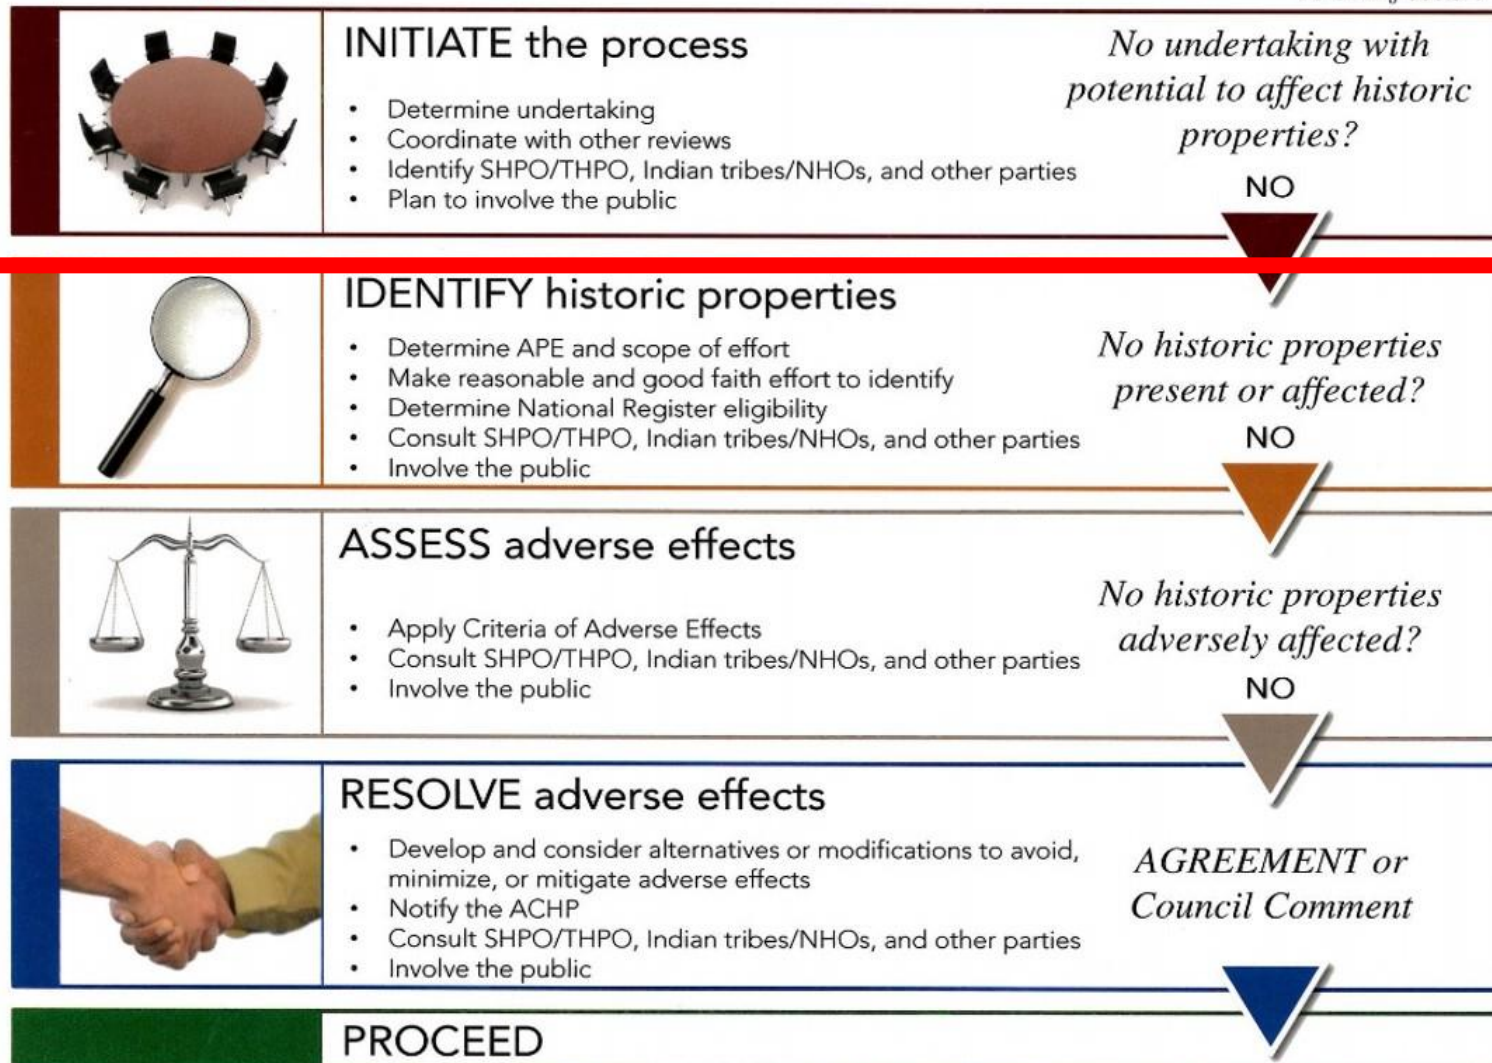 INITIATE the process
• Determine undertaking
• Coordinate with other reviews
• Identify SHPO/THPO, Indian tribes/NHOs, and other parties
• Plan to involve the public
No undertaking with
potential to affect historic
properties?
NO
IDENTIFY historic properties
• Determine APE and scope of effort
• Make reasonable and good faith effort to identify
• Determine National Register eligibility
• Consult SHPO/THPO, Indian tribes/NHOs, and other parties
• Involve the public
No historic properties
present or affected?
NO
ASSESS adverse effects
• Apply Criteria of Adverse Effects
• Consult SHPO/THPO, Indian tribes/NHOs, and other parties
• Involve the public
No historic properties
adversely affected?
NO
RESOLVE adverse effects
• Develop and consider alternatives or modifications to avoid,
minimize, or mitigate adverse effects
• Notify the ACHP
• Consult SHPO/THPO, Indian tribes/NHOs, and other parties
• Involve the public
AGREEMENT or
Council Comment
PROCEED